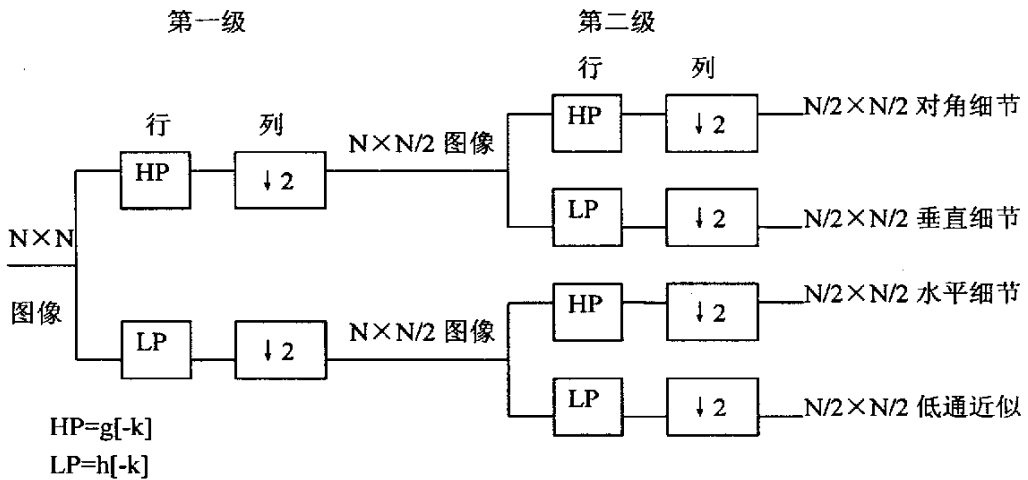 第一级
第二级
行
列
HP
↓2
N/2×N/2 对角细节
行
列
N×N/2 图像
HP
↓2
LP
↓2
N/2×N/2 垂直细节
N×N
图像
HP
↓2
N/2×N/2 水平细节
LP
↓2
N×N/2 图像
LP
↓2
N/2×N/2 低通近似
HP=g[-k]
LP=h[-k]